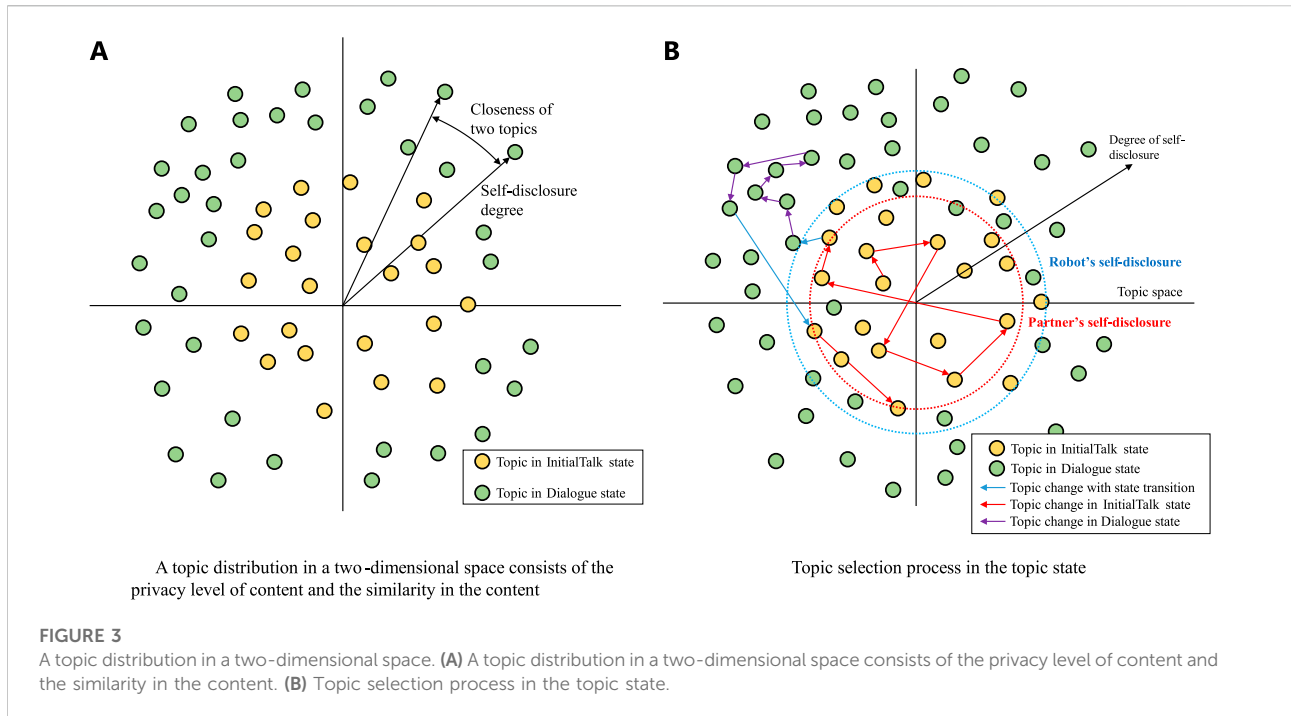 A
Closeness of
two topics
Self-disclosure
degree
Topic in InitialTalk state
Topic in Dialogue state
A topic distribution in a two-dimensional space consists of the
privacy level of content and the similarity in the content
B
Degree of self-
disclosure
Robot's self-disclosure
Topic space
Partner's self-disclosure
Topic in InitialTalk state
Topic in Dialogue state
Topic change with state transition
Topic change in InitialTalk state
Topic change in Dialogue state
Topic selection process in the topic state
FIGURE 3
A topic distribution in a two-dimensional space. (A) A topic distribution in a two-dimensional space consists of the privacy level of content and
the similarity in the content. (B) Topic selection process in the topic state.